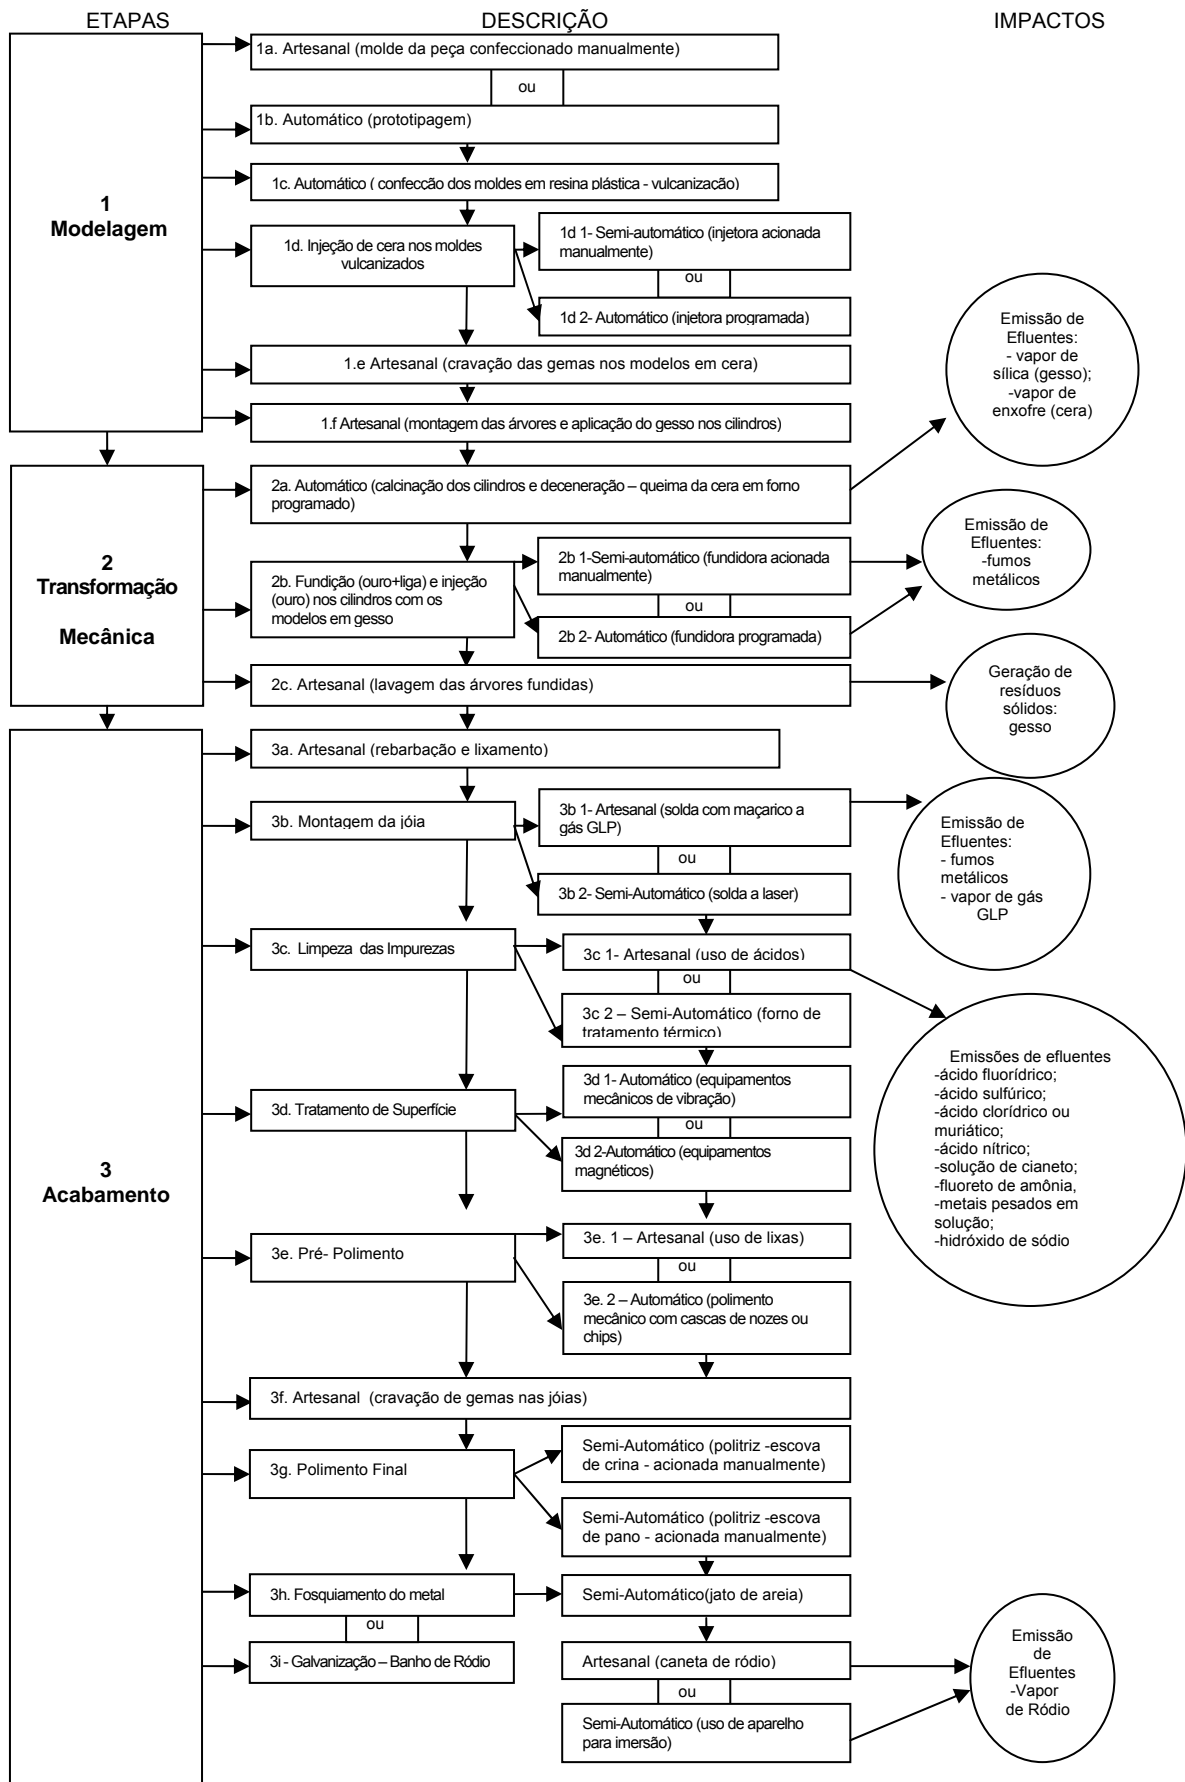 ETAPAS
DESCRIÇÃO
IMPACTOS
1
Modelagem
1a. Artesanal (molde da peça confeccionado manualmente)
ou
1b. Automático (prototipagem)
1c. Automático ( confecção dos moldes em resina plástica - vulcanização)
1d. Injeção de cera nos moldes
vulcanizados
1d 1- Semi-automático (injetora acionada
manualmente)
ou
1d 2- Automático (injetora programada)
1.e Artesanal (cravação das gemas nos modelos em cera)
1.f Artesanal (montagem das árvores e aplicação do gesso nos cilindros)
Emissão de
Efluentes:
- vapor de
sílica (gesso);
-vapor de
enxofre (cera)
2
Transformação
Mecânica
2a. Automático (calcinação dos cilindros e deceneração – queima da cera em forno
programado)
2b. Fundição (ouro+liga) e injeção
(ouro) nos cilindros com os
modelos em gesso
2b 1-Semi-automático (fundidora acionada
manualmente)
ou
2b 2- Automático (fundidora programada)
Emissão de
Efluentes:
-fumos
metálicos
2c. Artesanal (lavagem das árvores fundidas)
Geração de
resíduos
sólidos:
gesso
3
Acabamento
3a. Artesanal (rebarbação e lixamento)
3b. Montagem da jóia
3b 1- Artesanal (solda com maçarico a
gás GLP)
ou
3b 2- Semi-Automático (solda a laser)
Emissão de
Efluentes:
- fumos
metálicos
- vapor de gás
GLP
3c. Limpeza das Impurezas
3c 1- Artesanal (uso de ácidos)
ou
3c 2 – Semi-Automático (forno de
tratamento térmico)
Emissões de efluentes
-ácido fluorídrico;
-ácido sulfúrico;
-ácido clorídrico ou
muriático;
-ácido nítrico;
-solução de cianeto;
-fluoreto de amônia,
-metais pesados em
solução;
-hidróxido de sódio
3d. Tratamento de Superfície
3d 1- Automático (equipamentos
mecânicos de vibração)
ou
3d 2-Automático (equipamentos
magnéticos)
3e. Pré- Polimento
3e. 1 – Artesanal (uso de lixas)
ou
3e. 2 – Automático (polimento
mecânico com cascas de nozes ou
chips)
3f. Artesanal (cravação de gemas nas jóias)
3g. Polimento Final
Semi-Automático (politriz -escova
de crina - acionada manualmente)
Semi-Automático (politriz -escova
de pano - acionada manualmente)
3h. Fosquiamento do metal
Semi-Automático(jato de areia)
ou
3i - Galvanização – Banho de Ródio
Artesanal (caneta de ródio)
ou
Semi-Automático (uso de aparelho
para imersão)
Emissão
de
Efluentes
-Vapor
de Ródio